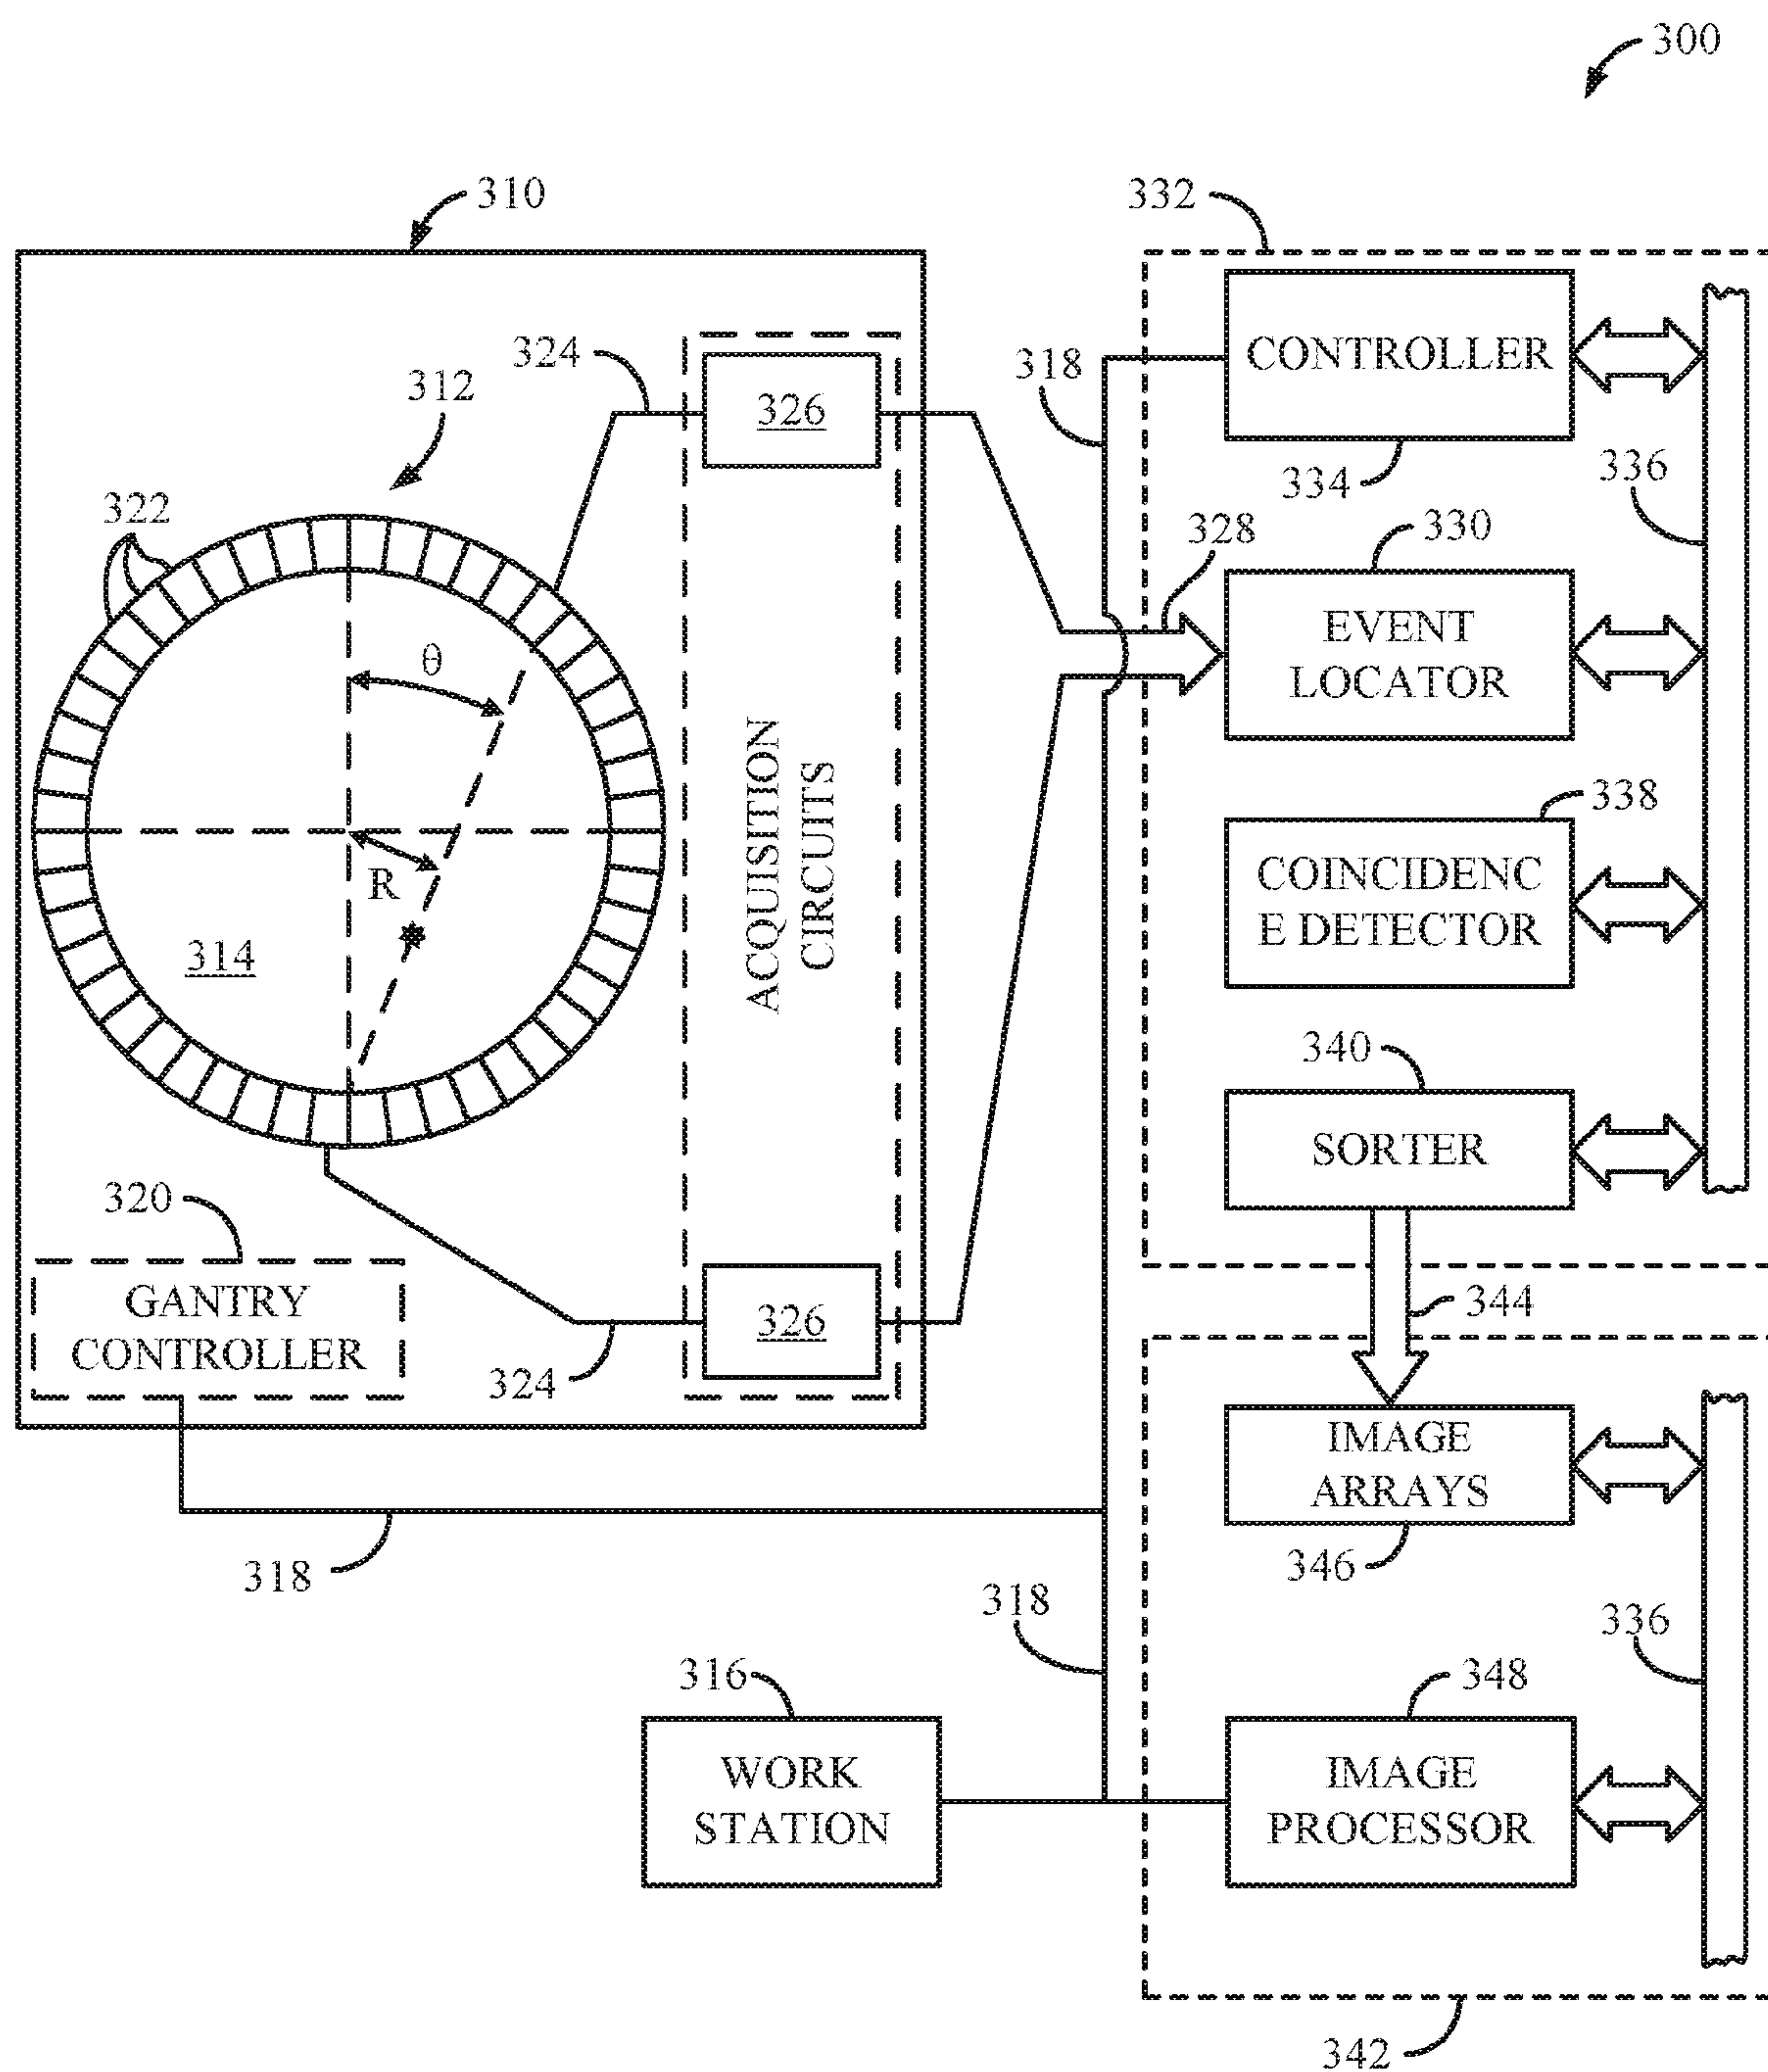 300
310
332
324
326
318
CONTROLLER
312
334
336
322
328
330
EVENT
LOCATOR
θ
ACQUISITION
CIRCUITS
338
COINCIDENC
E DETECTOR
R
314
340
SORTER
320
GANTRY
CONTROLLER
326
324
344
IMAGE
ARRAYS
318
346
318
336
316
348
WORK
STATION
IMAGE
PROCESSOR
342